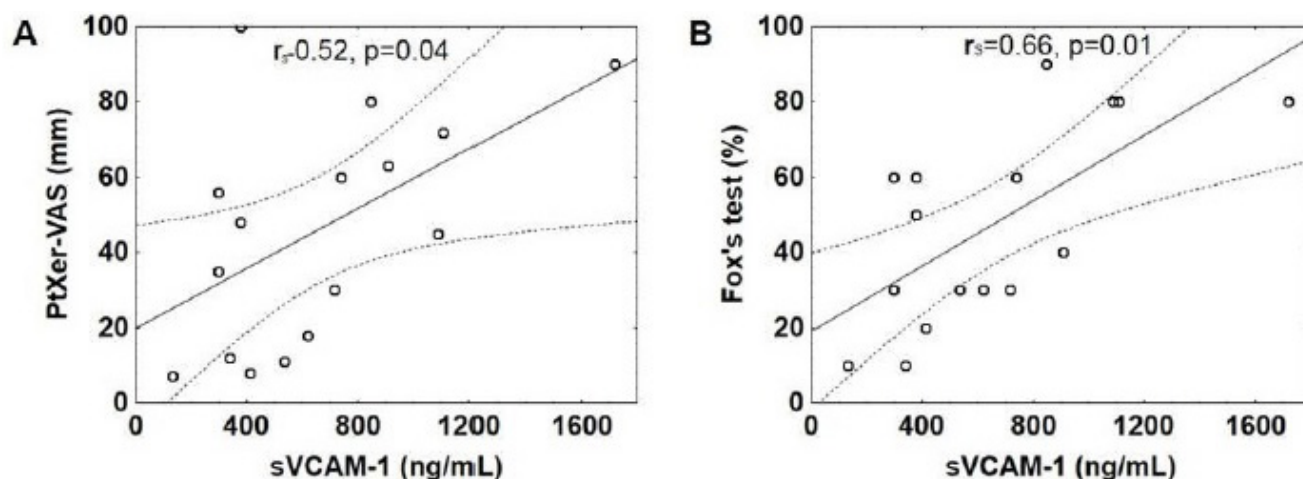 A
100
80
60
40
20
0
PtXer-VAS (mm)
rs-0.52, p=0.04
0 400 800 1200 1600
sVCAM-1 (ng/mL)
B
100
80
60
40
20
0
Fox's test (%)
rs=0.66, p=0.01
0 400 800 1200 1600
sVCAM-1 (ng/mL)